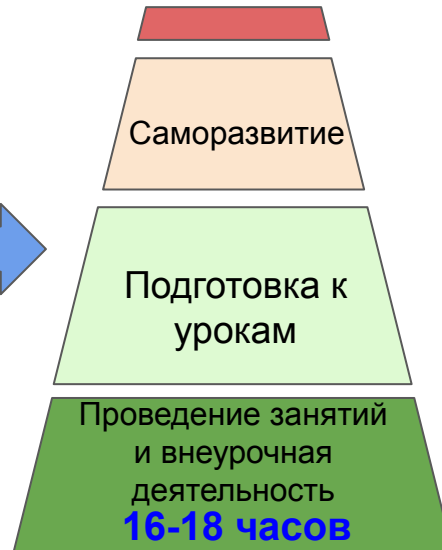 Саморазвитие
Подготовка к
урокам
Проведение занятий
и внеурочная
деятельность
16-18 часов